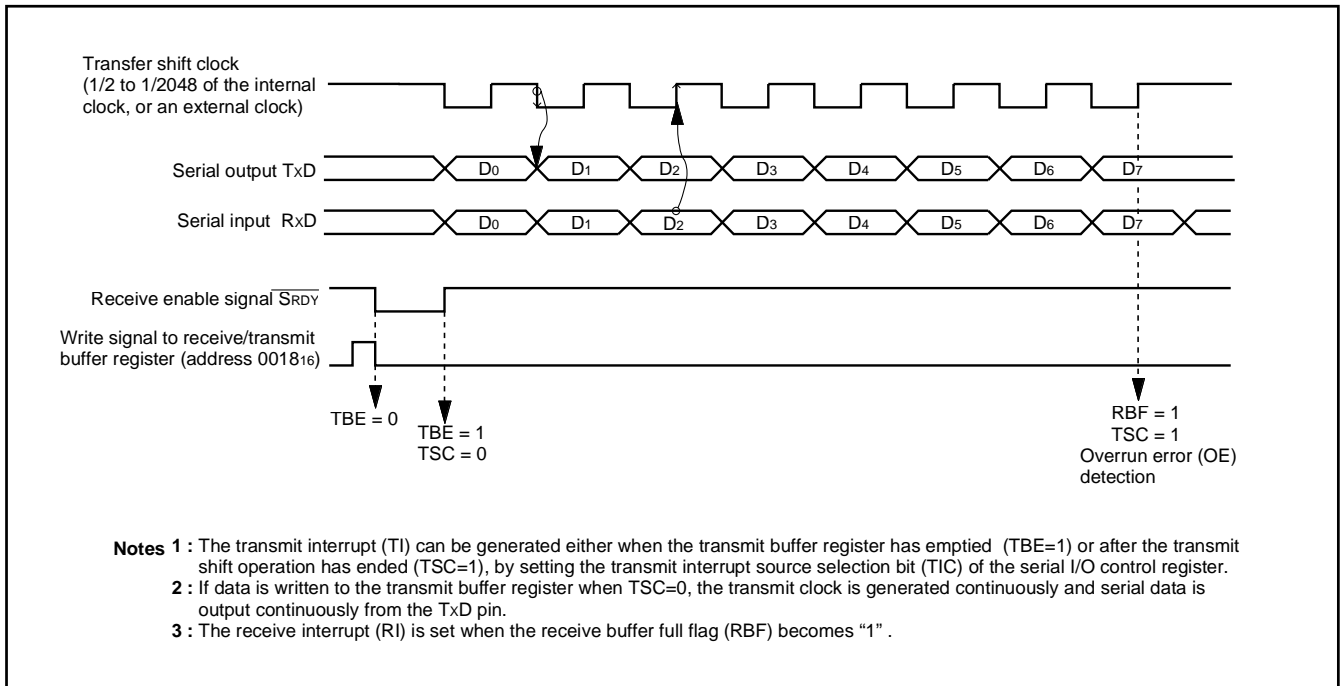 Transfer shift clock
(1/2 to 1/2048 of the internal
clock, or an external clock)
Serial output TxD
D0 D1 D2 D3 D4 D5 D6 D7
Serial input RxD
D0 D1 D2 D3 D4 D5 D6 D7
Receive enable signal SRDY
Write signal to receive/transmit
buffer register (address 001816)
TBE = 0
TBE = 1
TSC = 0
RBF = 1
TSC = 1
Overrun error (OE)
detection
Notes 1 : The transmit interrupt (TI) can be generated either when the transmit buffer register has emptied (TBE=1) or after the transmit
shift operation has ended (TSC=1), by setting the transmit interrupt source selection bit (TIC) of the serial I/O control register.
2 : If data is written to the transmit buffer register when TSC=0, the transmit clock is generated continuously and serial data is
output continuously from the TxD pin.
3 : The receive interrupt (RI) is set when the receive buffer full flag (RBF) becomes “1” .